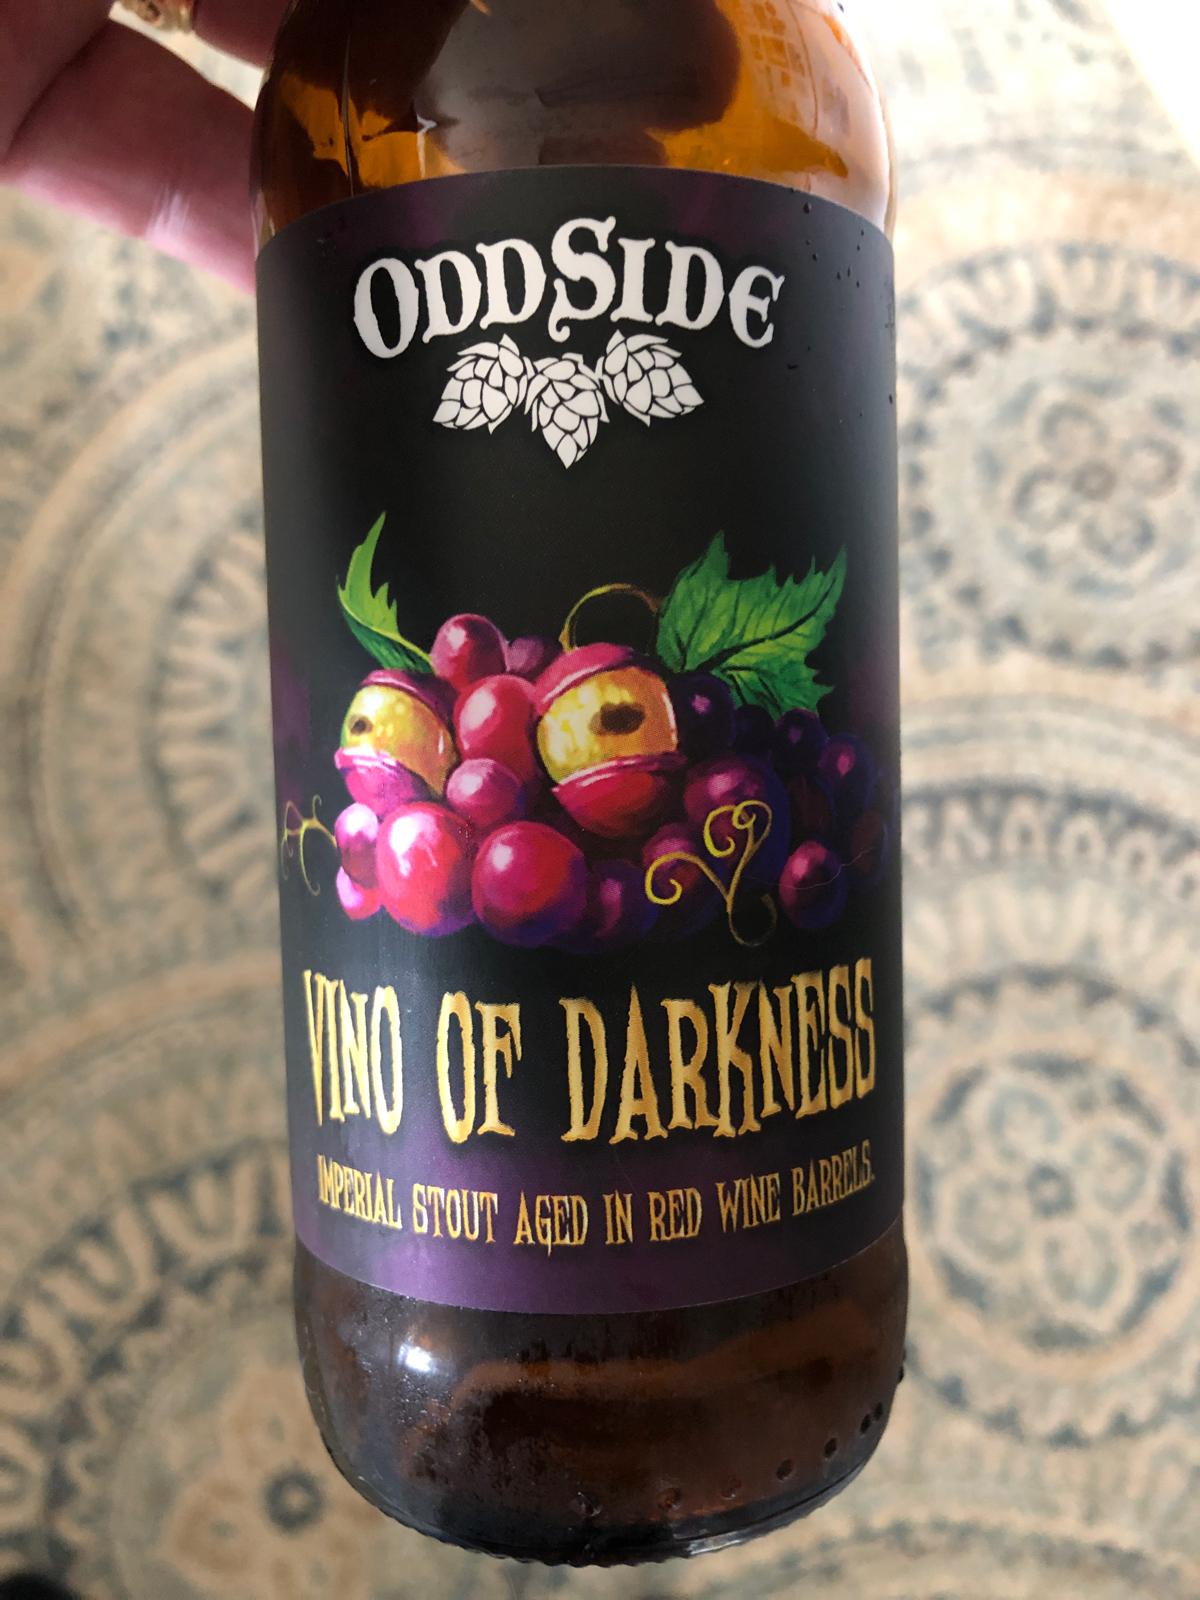 ODDSIDE
VINO OF DARKNESS
IMPERIAL STOUT AGED IN RED WINE BARRELS.